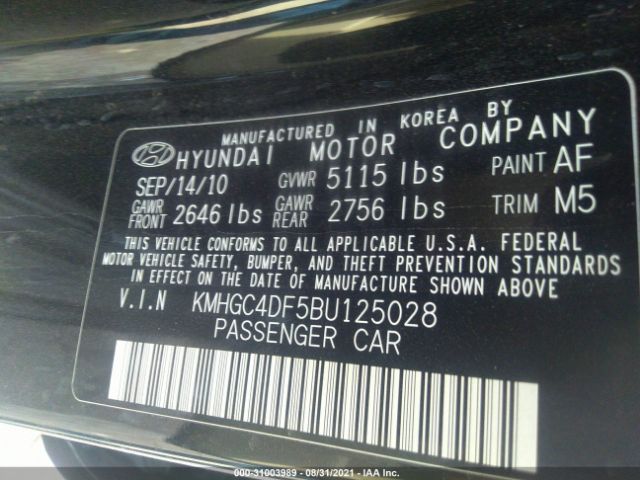 MANUFACTURED IN KOREA BY
HYUNDAI MOTOR COMPANY
SEP/14/10 GVWR 5115 lbs PAINT AF
GAWR FRONT 2646 lbs GAWR REAR 2756 lbs TRIM M5
THIS VEHICLE CONFORMS TO ALL APPLICABLE U.S.A. FEDERAL
MOTOR VEHICLE SAFETY, BUMPER, AND THEFT PREVENTION STANDARDS
IN EFFECT ON THE DATE OF MANUFACTURE SHOWN ABOVE
V.I.N KMHGC4DF5BU125028
PASSENGER CAR
COPART: 31003989 - 08/31/2021 - IAA Inc.